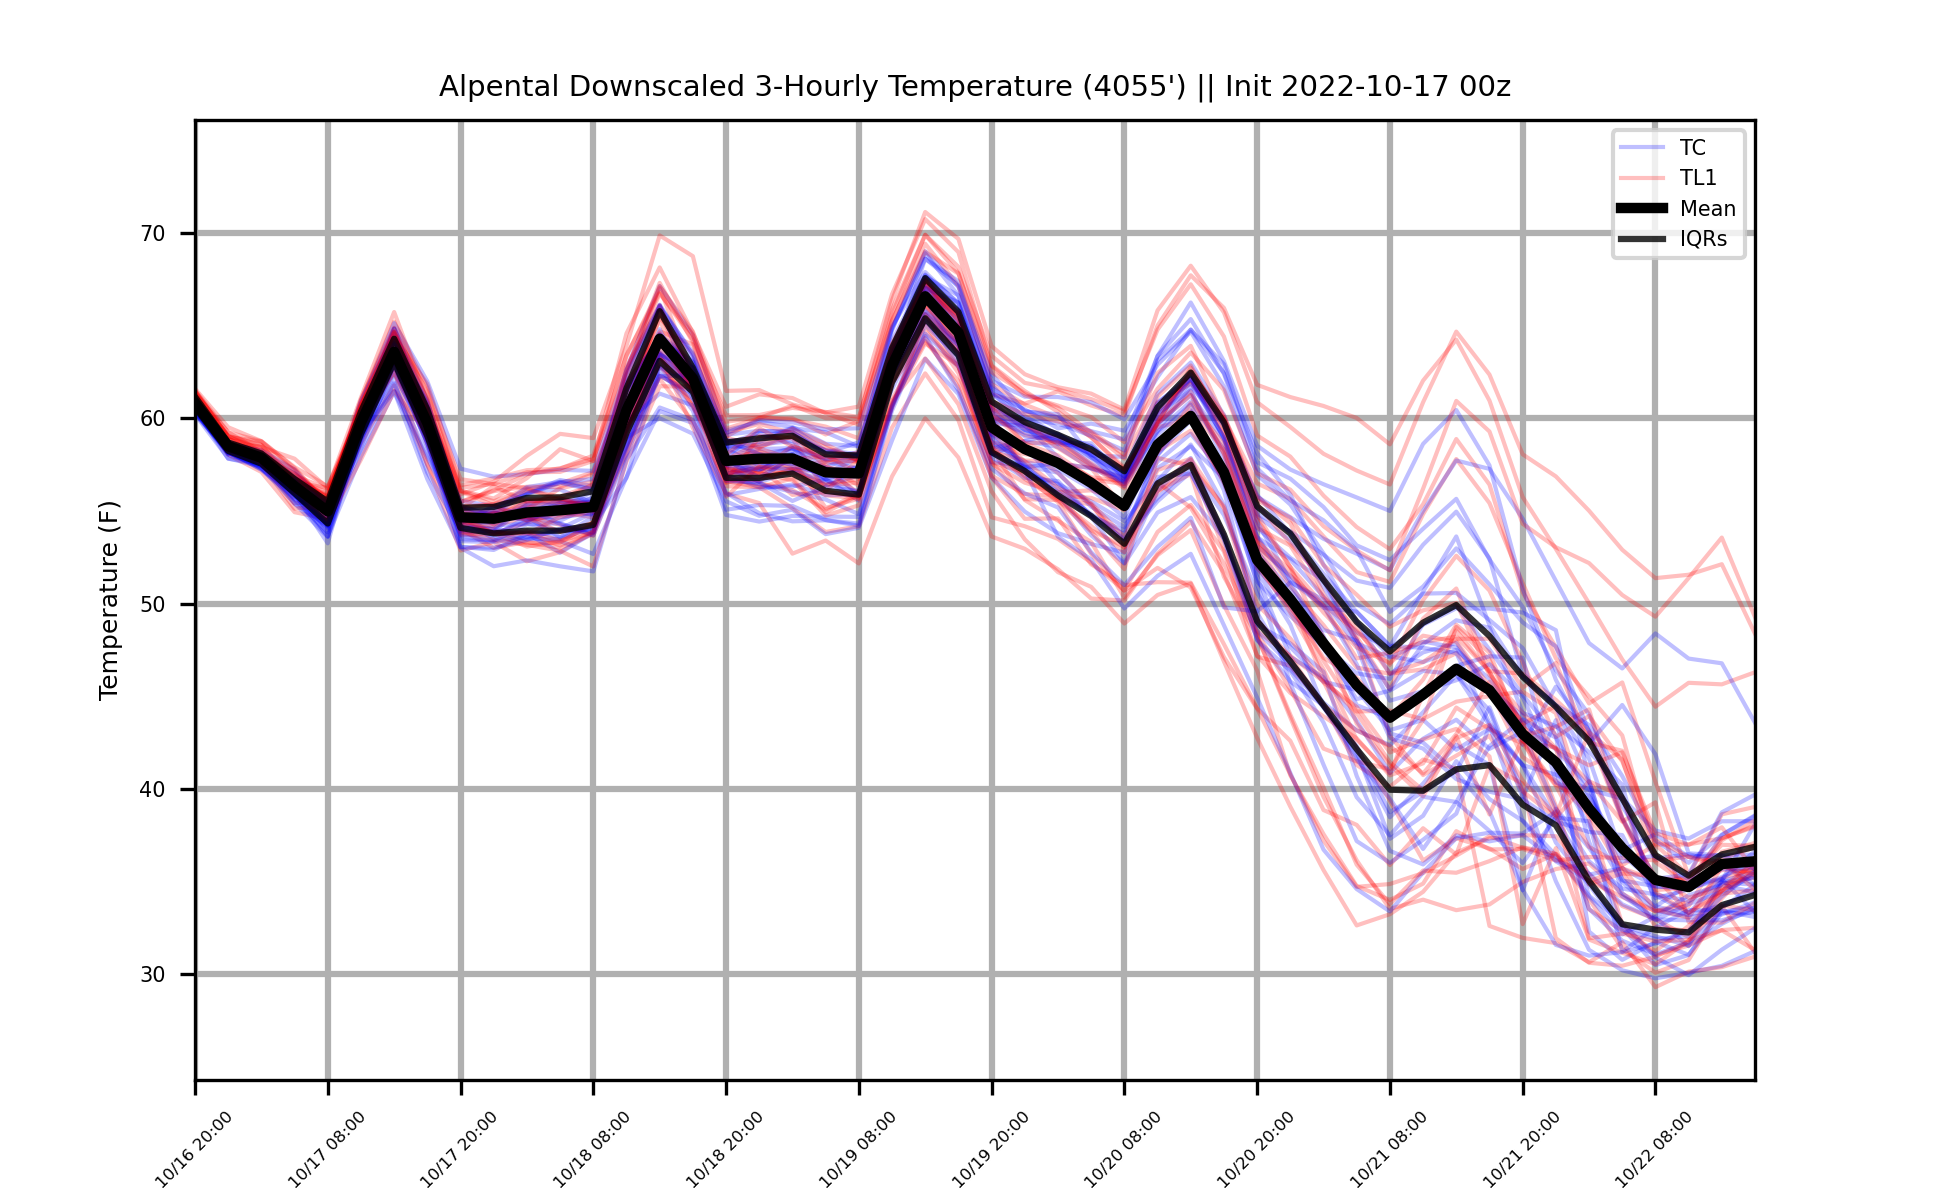 Alpental Downscaled 3-Hourly Temperature (4055') || Init 2022-10-17 00z
TC
TL1
Mean
IQRs
Temperature (F)
70
60
50
40
30
10/16 20:00
10/17 08:00
10/17 20:00
10/18 08:00
10/18 20:00
10/19 08:00
10/19 20:00
10/20 08:00
10/20 20:00
10/21 08:00
10/21 20:00
10/22 08:00